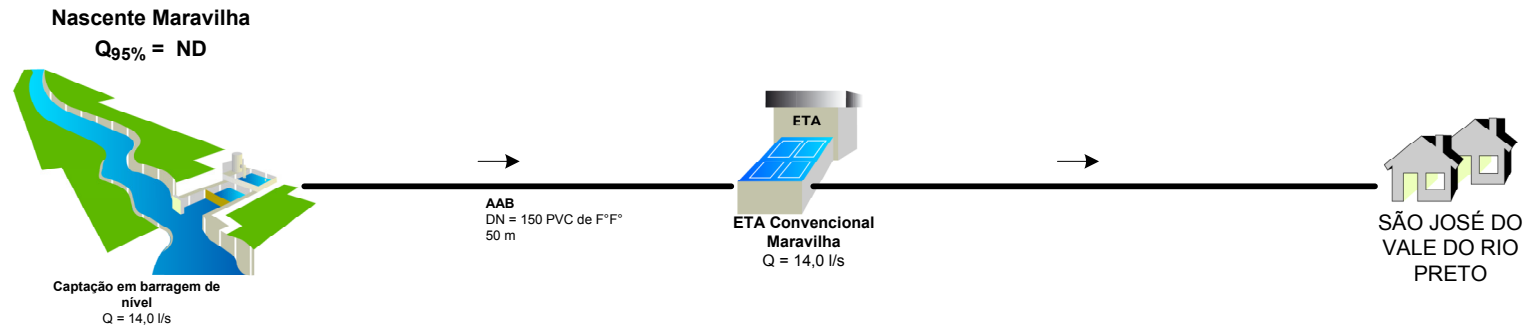 Nascente Maravilha
Q95% = ND
Captação em barragem de
nível
Q = 14,0 l/s
AAB
DN = 150 PVC de F°F°
50 m
ETA
ETA Convencional
Maravilha
Q = 14,0 l/s
SÃO JOSÉ DO
VALE DO RIO
PRETO